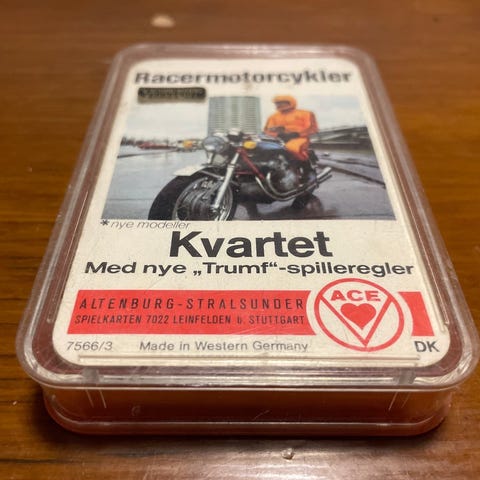 Racermotorcykler
*nye modeller
Kvartet
Med nye „Trumf“-spilleregler
ALTENBURG-STRALSUNDER
SPIELKARTEN 7022 LEINFELDEN b. STUTTGART
ACE
7566/3 Made in Western Germany DK